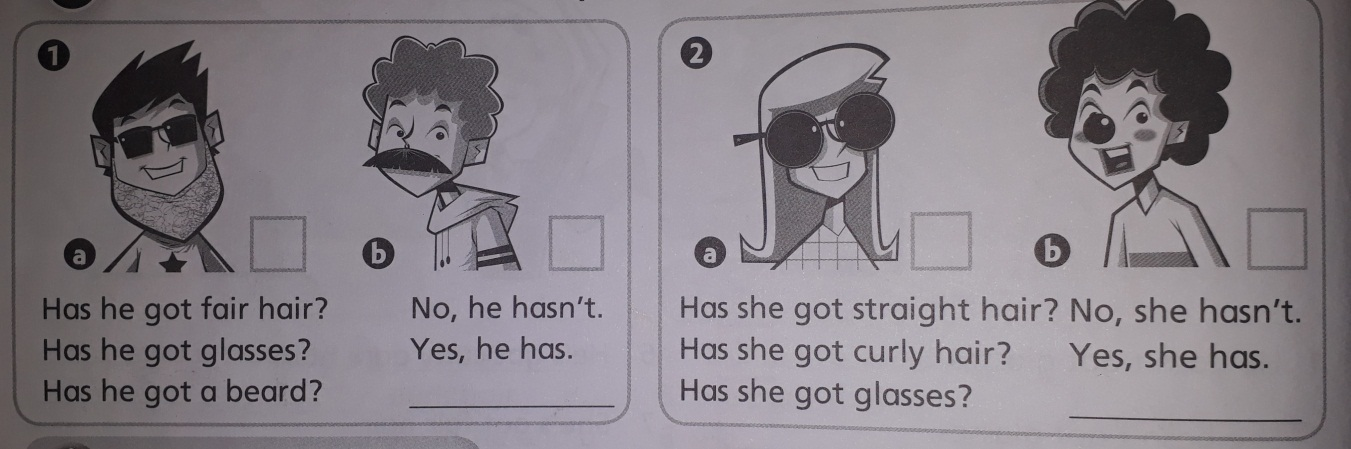 1
a
b
Has he got fair hair? No, he hasn't.
Has he got glasses? Yes, he has.
Has he got a beard?
2
a
b
Has she got straight hair? No, she hasn't.
Has she got curly hair? Yes, she has.
Has she got glasses?